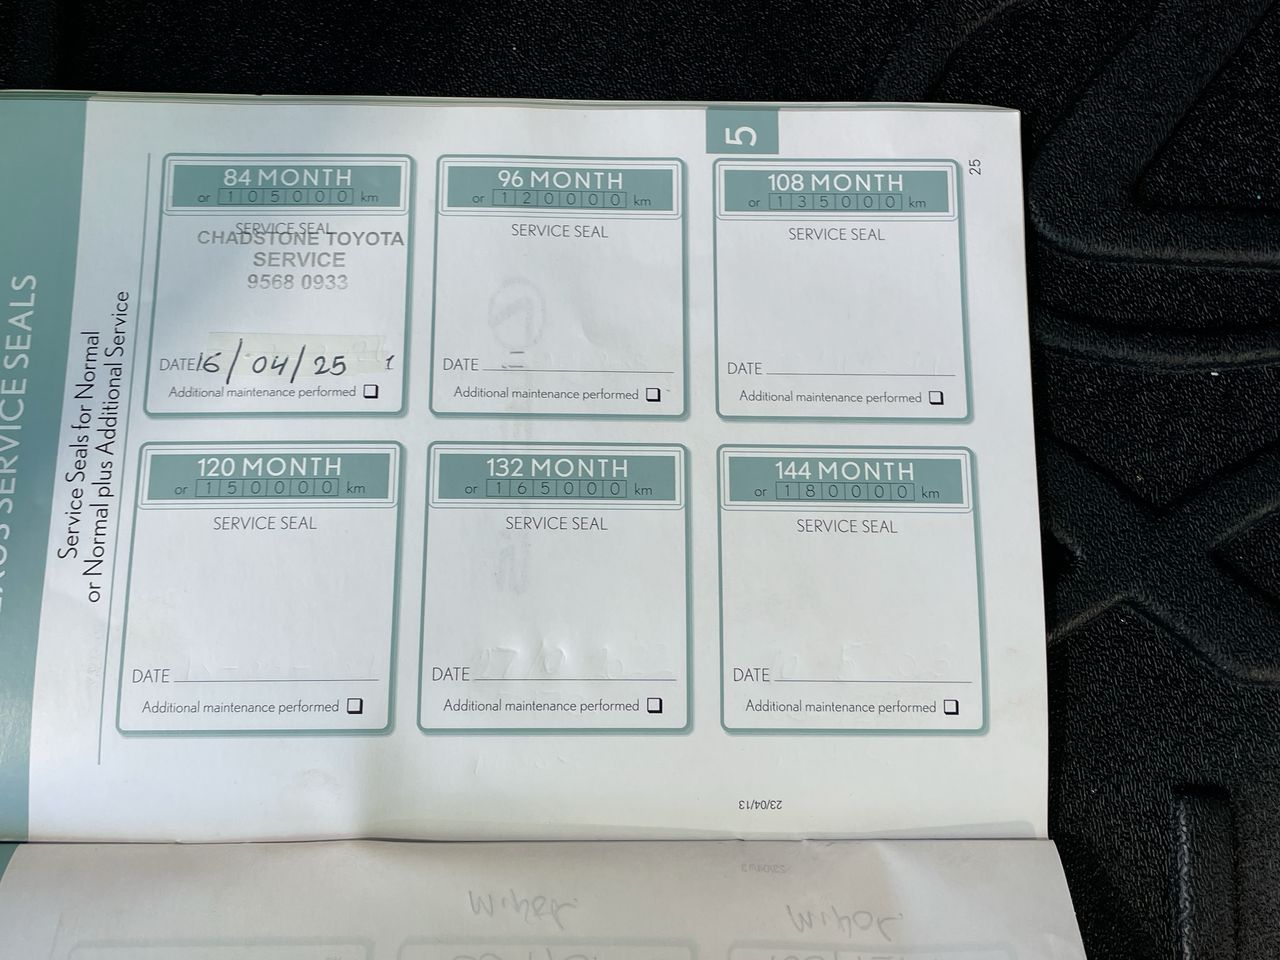 5
25
SERVICE SEALS
Service Seals for Normal
or Normal plus Additional Service
84 MONTH
or 105000 km
SERVICE SEAL
CHADSTONE TOYOTA
SERVICE
9568 0933
DATE 16/04/25
Additional maintenance performed
96 MONTH
or 120000 km
SERVICE SEAL
DATE
Additional maintenance performed
108 MONTH
or 135000 km
SERVICE SEAL
DATE
Additional maintenance performed
120 MONTH
or 150000 km
SERVICE SEAL
DATE
Additional maintenance performed
132 MONTH
or 165000 km
SERVICE SEAL
DATE
Additional maintenance performed
144 MONTH
or 180000 km
SERVICE SEAL
DATE
Additional maintenance performed
23/04/13